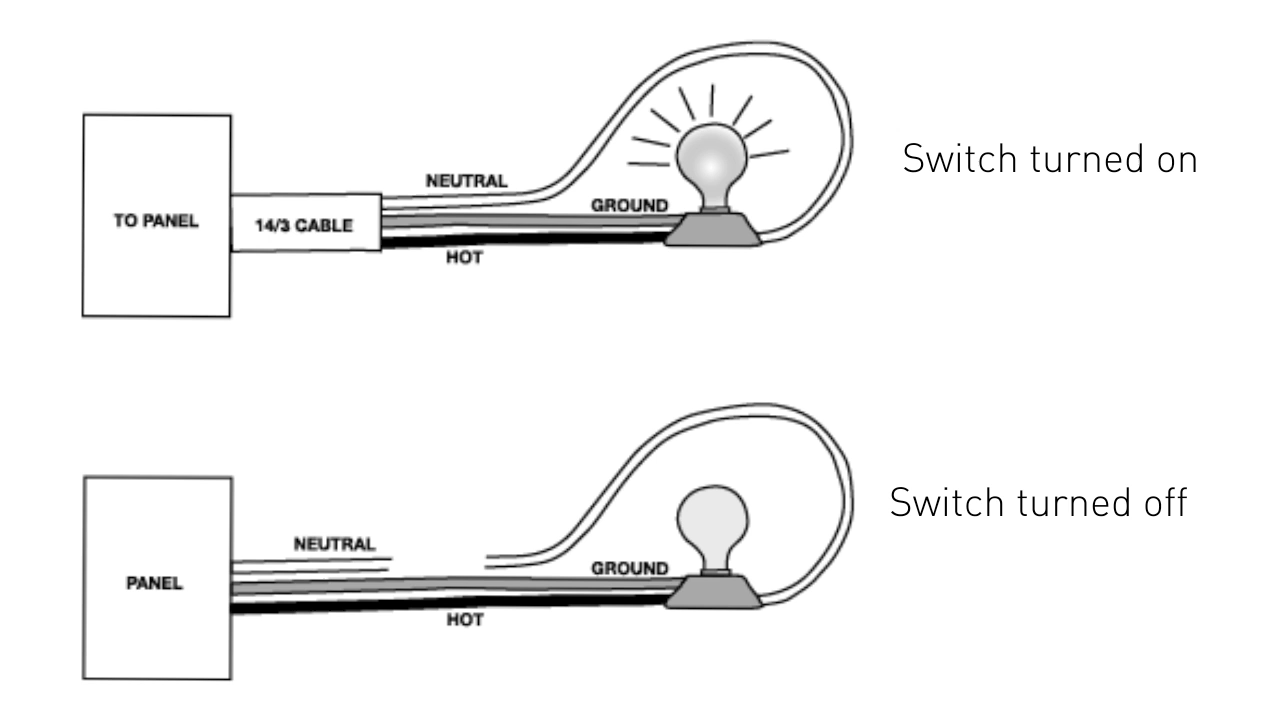 Switch turned on
NEUTRAL
GROUND
TO PANEL
14/3 CABLE
HOT
Switch turned off
NEUTRAL
GROUND
PANEL
HOT